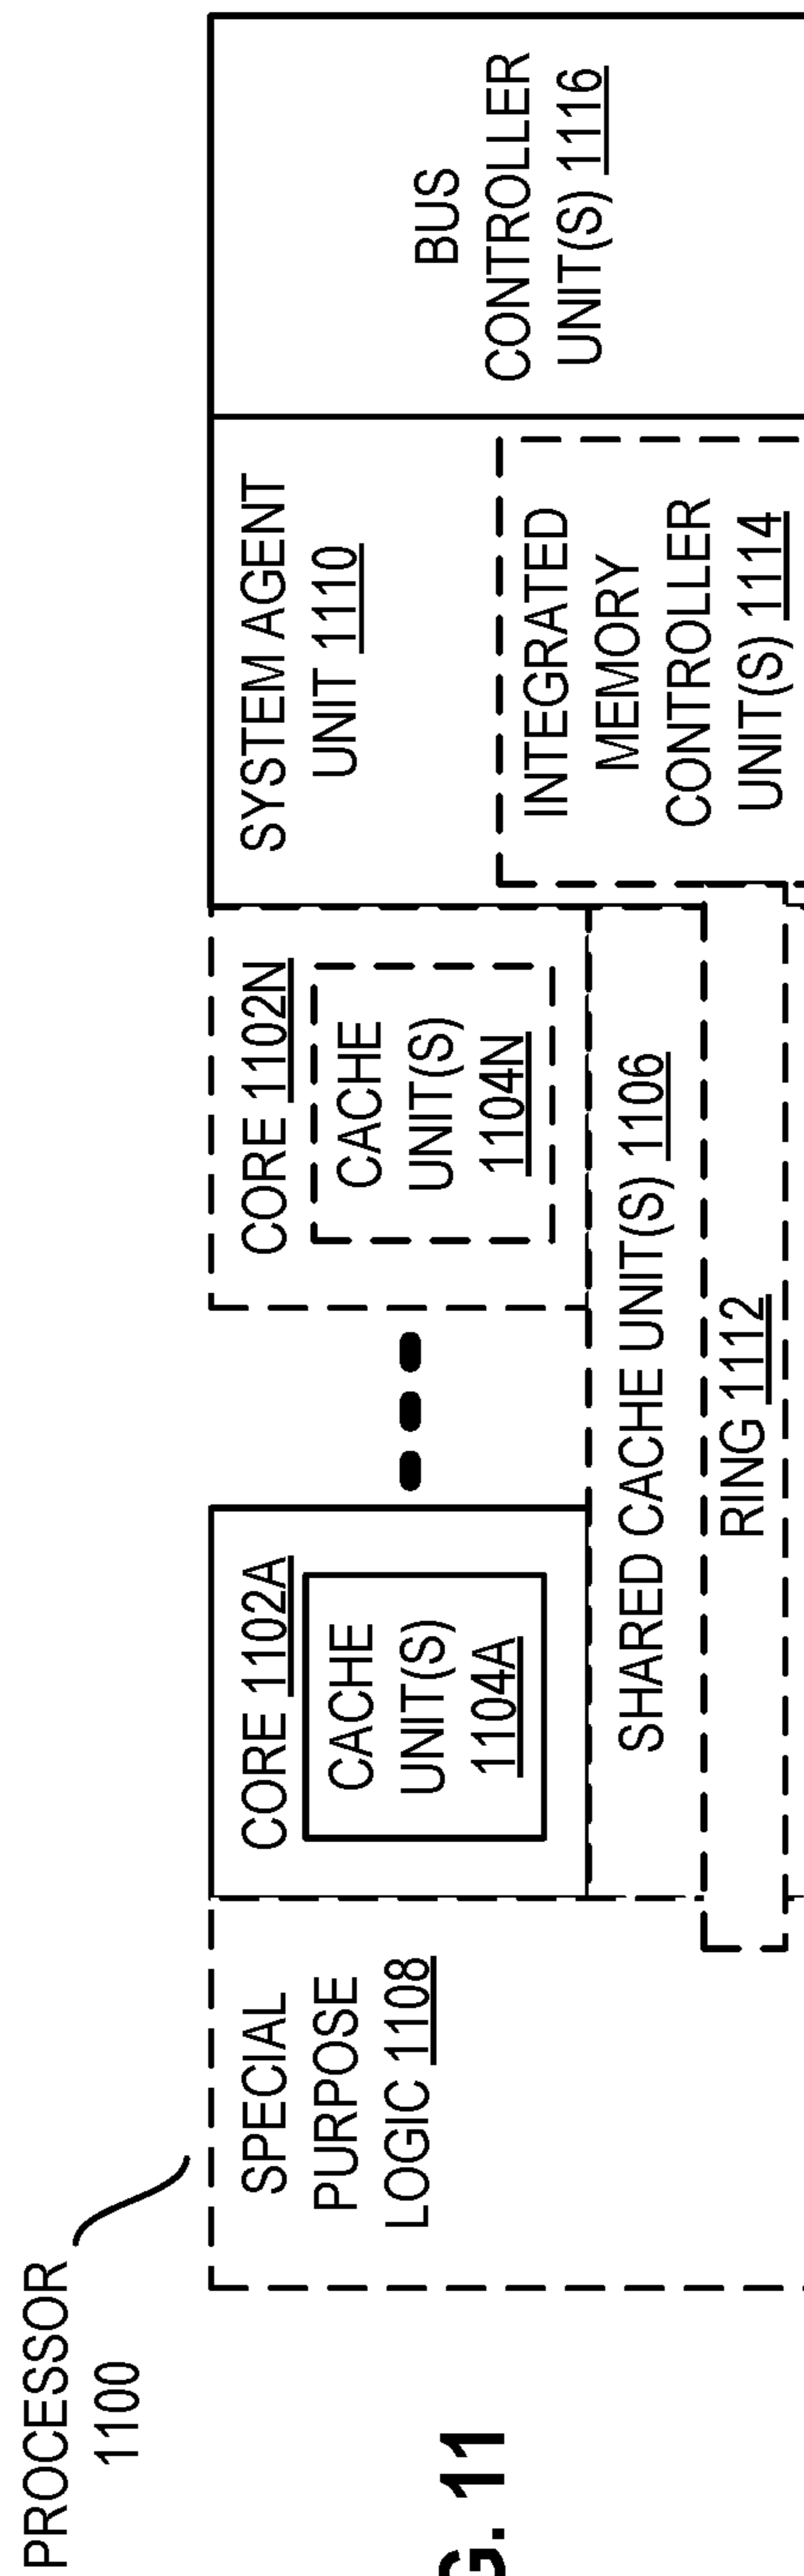 PROCESSOR
1100
SPECIAL
PURPOSE
LOGIC 1108
CORE 1102A
CACHE
UNIT(S)
1104A
CORE 1102N
CACHE
UNIT(S)
1104N
SHARED CACHE UNIT(S) 1106
RING 1112
SYSTEM AGENT
UNIT 1110
INTEGRATED
MEMORY
CONTROLLER
UNIT(S) 1114
BUS
CONTROLLER
UNIT(S) 1116
G. 11